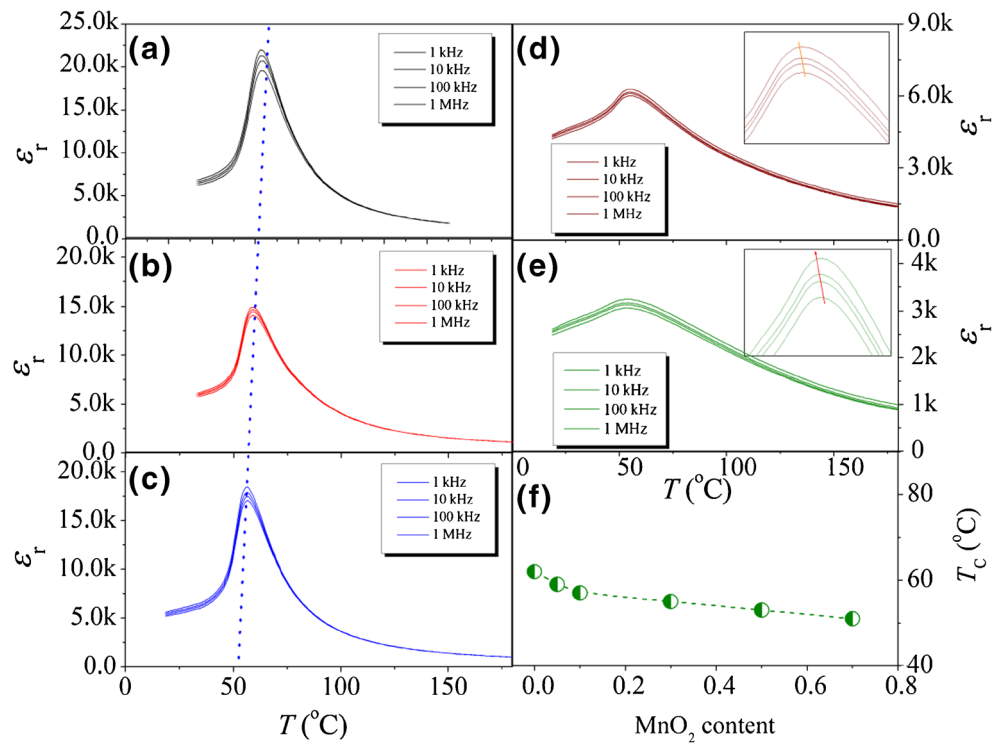 25.0k
20.0k
15.0k
10.0k
5.0k
0.0
εr
(a)
1 kHz
10 kHz
100 kHz
1 MHz
20.0k
15.0k
10.0k
5.0k
0.0
εr
(b)
1 kHz
10 kHz
100 kHz
1 MHz
20.0k
15.0k
10.0k
5.0k
0.0
εr
(c)
1 kHz
10 kHz
100 kHz
1 MHz
0 50 100 150
T (°C)
(d)
1 kHz
10 kHz
100 kHz
1 MHz
9.0k
6.0k
3.0k
0.0
εr
(e)
1 kHz
10 kHz
100 kHz
1 MHz
4k
3k
2k
1k
0
εr
0 50 100 150
T (°C)
(f)
80
60
40
TC (°C)
0.0 0.2 0.4 0.6 0.8
MnO2 content